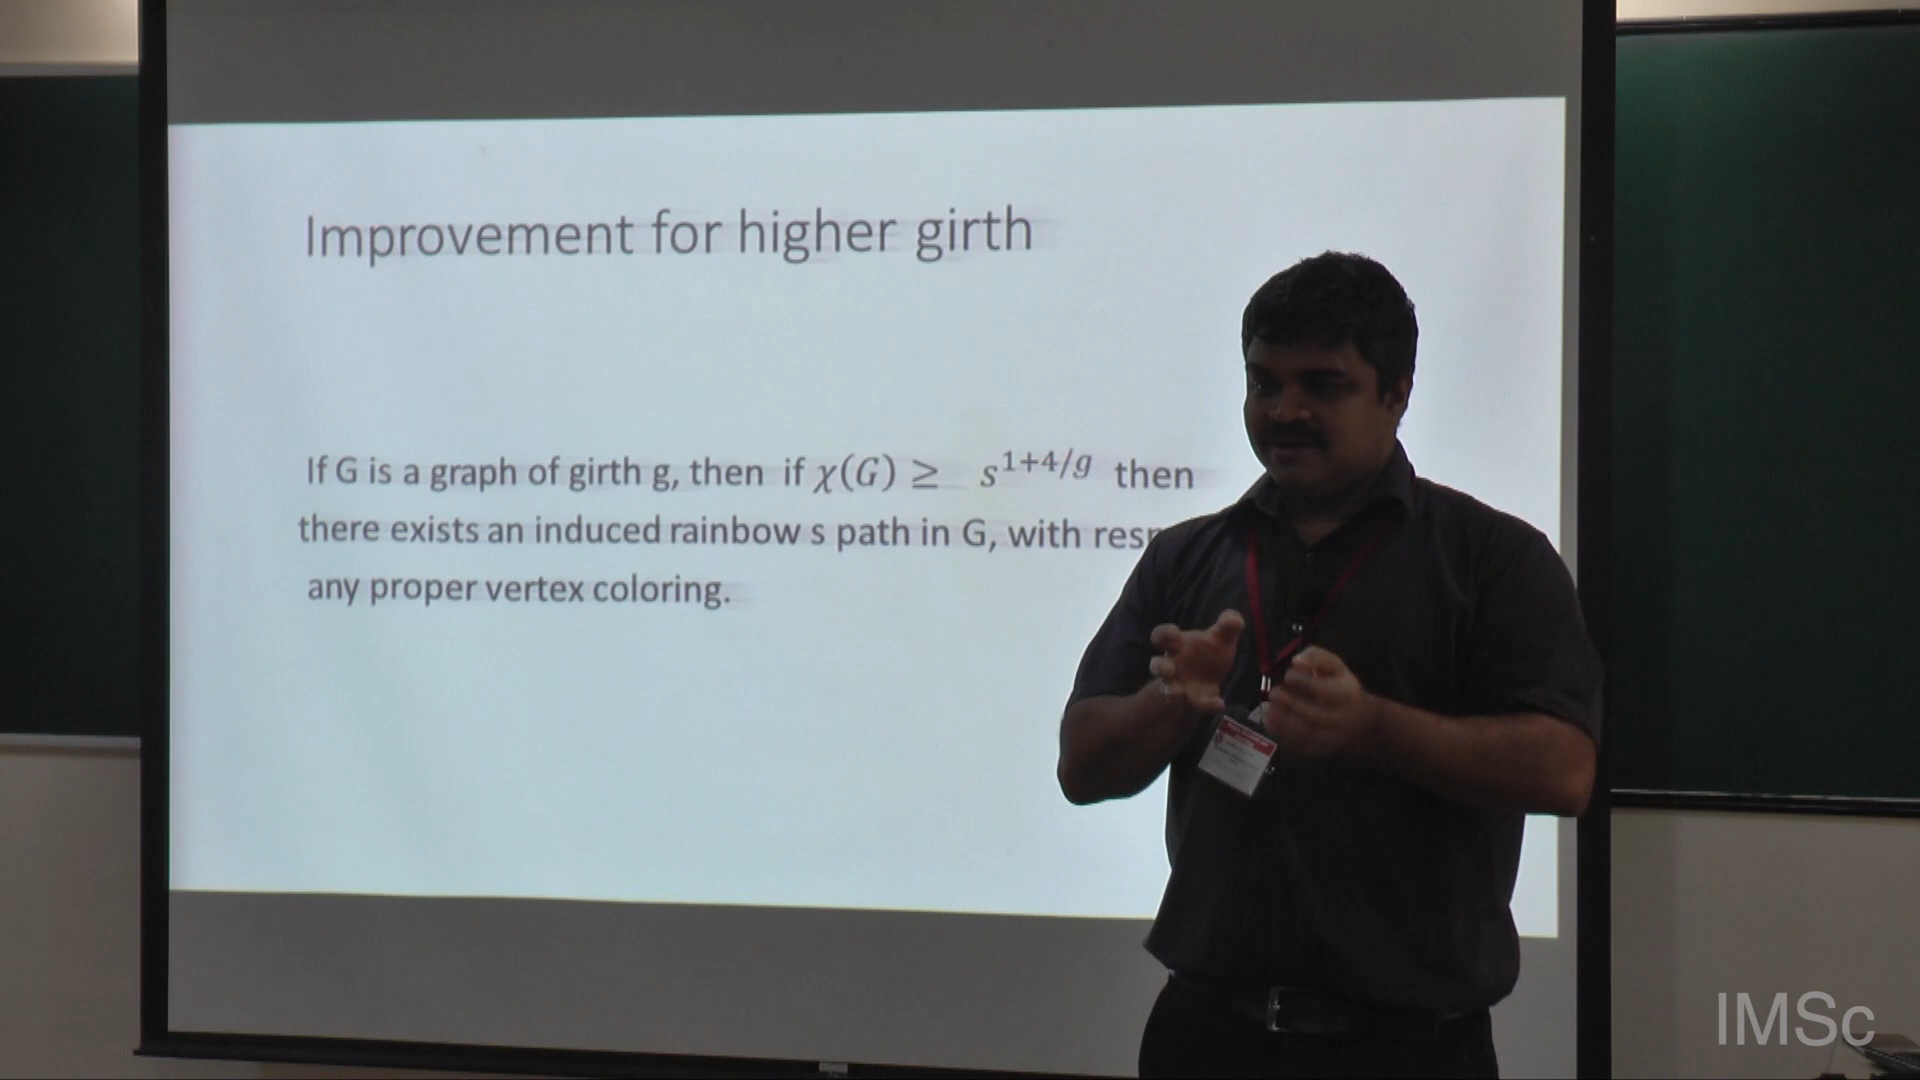 Improvement for higher girth
If G is a graph of girth g, then if χ(G) ≥ s^{1+4/g} then
there exists an induced rainbow s path in G, with
any proper vertex coloring.
IMSc